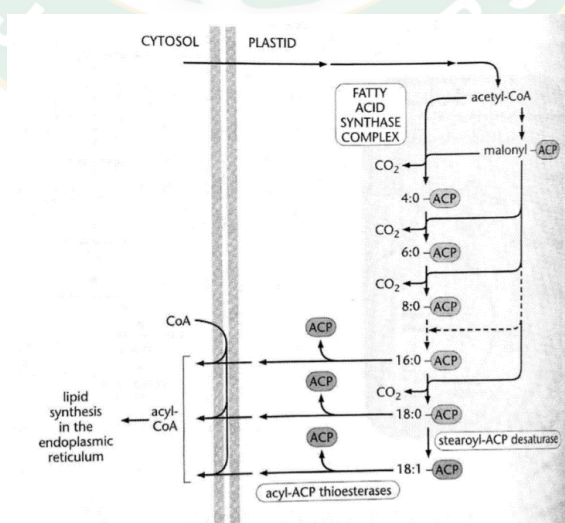 CYTOSOL
PLASTID
FATTY
ACID
SYNTHASE
COMPLEX
acetyl-CoA
malonyl-ACP
CO2
4:0-ACP
CO2
6:0-ACP
CO2
8:0-ACP
CoA
ACP
16:0-ACP
ACP
CO2
lipid
synthesis
in the
endoplasmic
reticulum
acyl-
CoA
18:0-ACP
ACP
stearoyl-ACP desaturase
18:1-ACP
acyl-ACP thioesterases